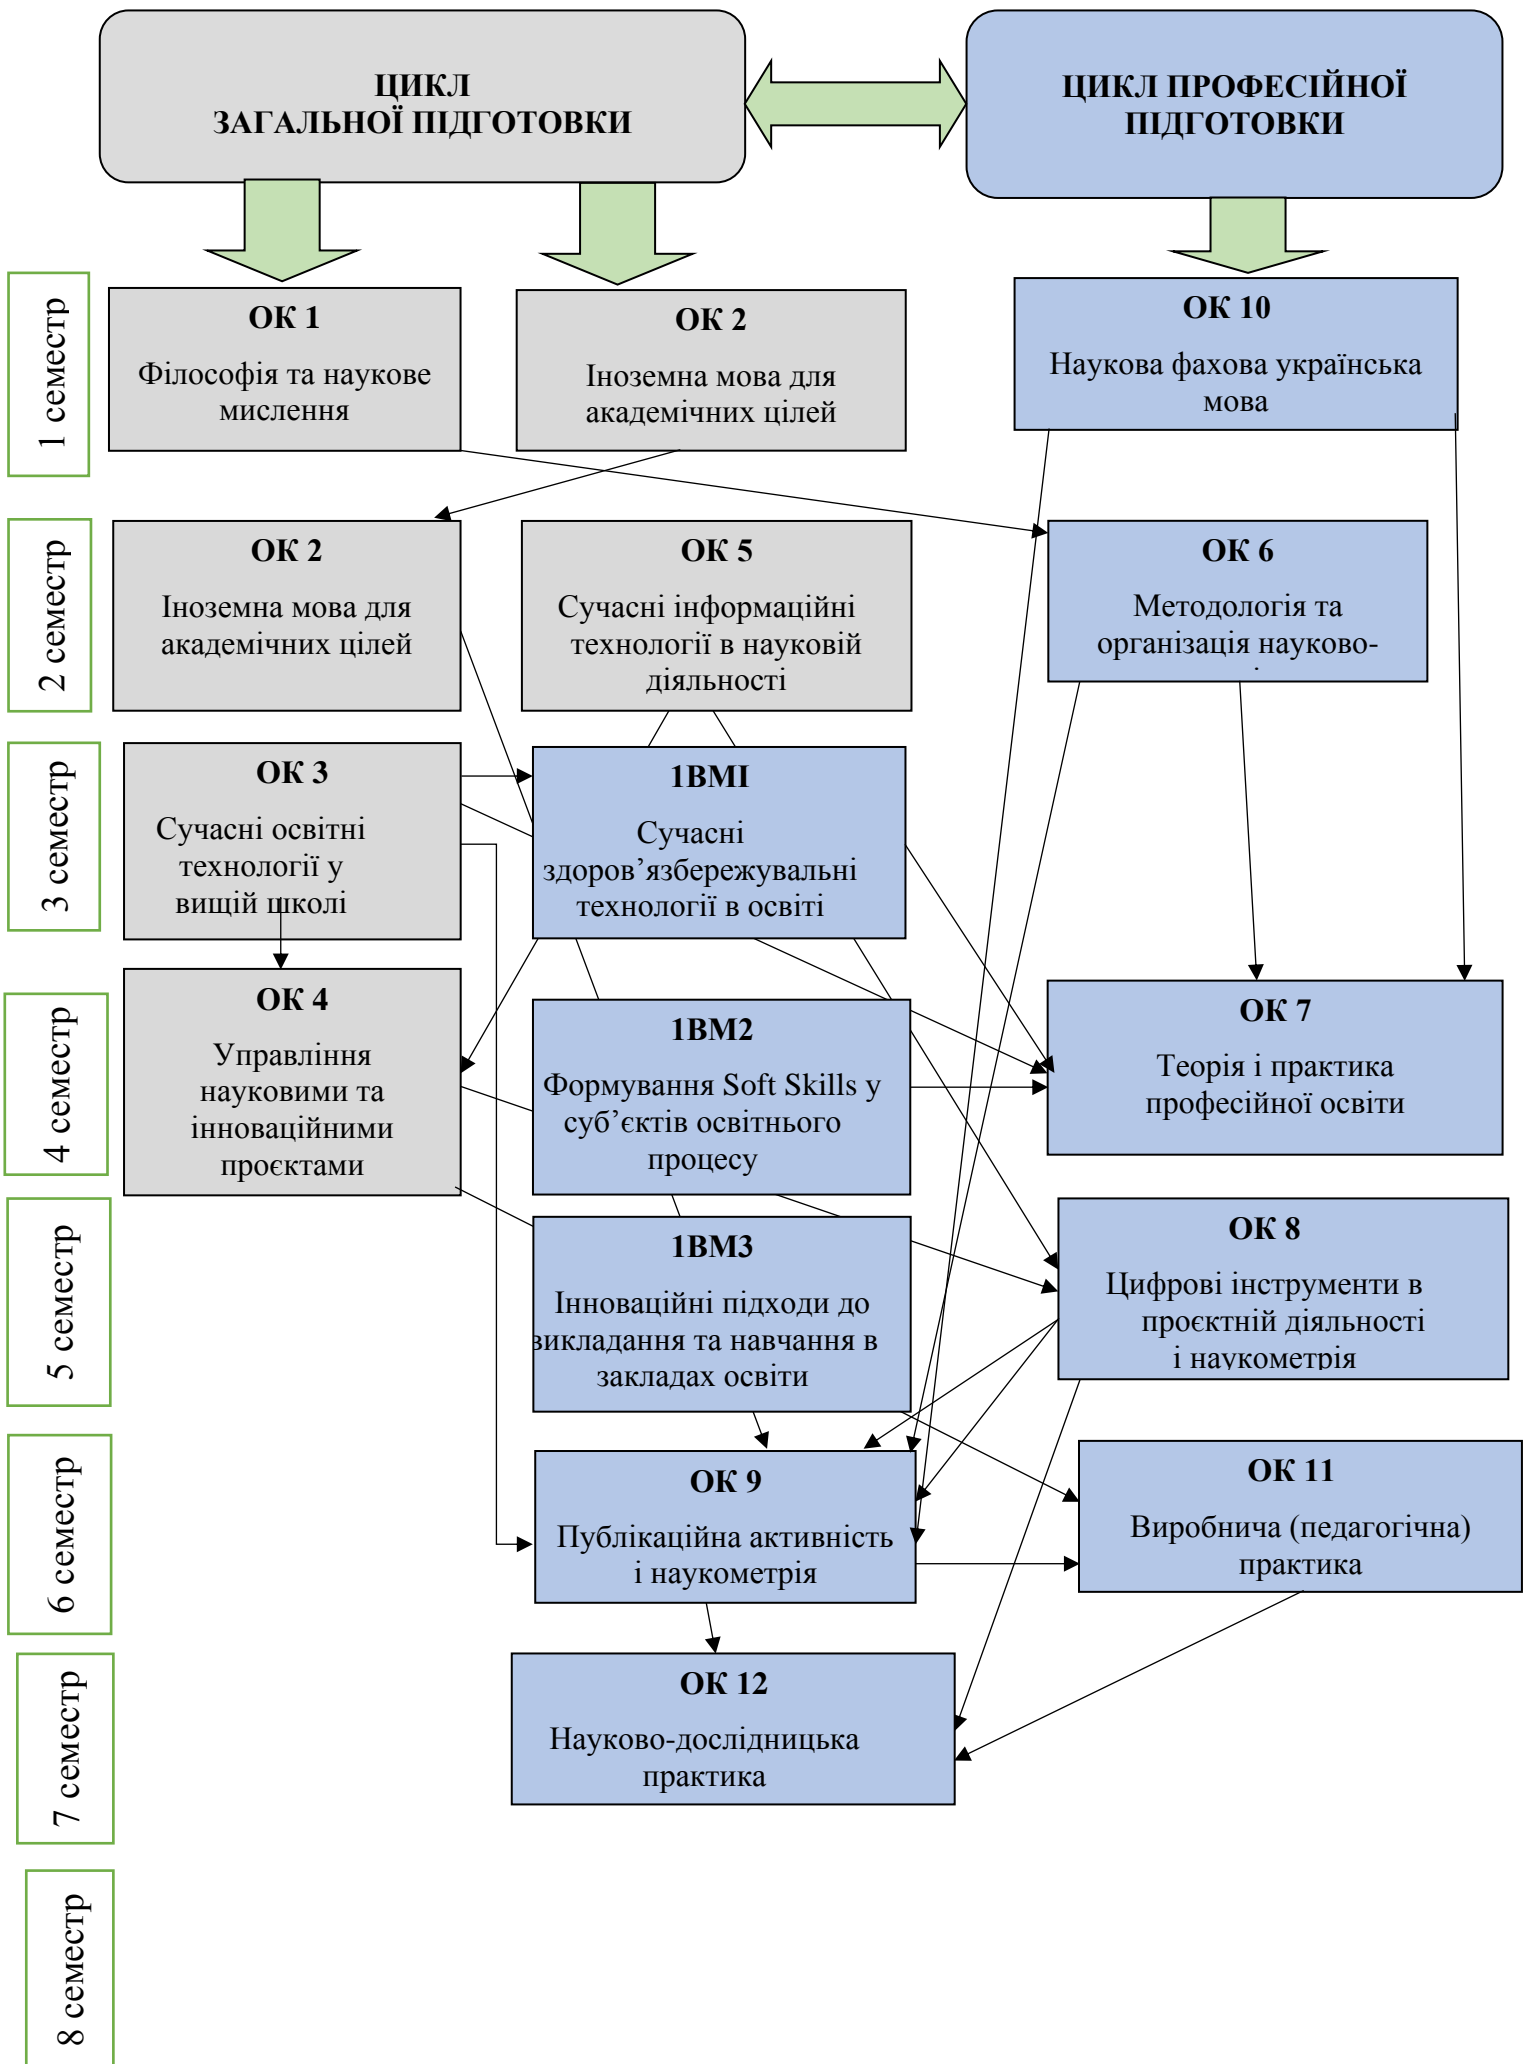 ЦИКЛ
ЗАГАЛЬНОЇ ПІДГОТОВКИ
ЦИКЛ ПРОФЕСІЙНОЇ
ПІДГОТОВКИ
1 семестр
ОК 1
Філософія та наукове
мислення
ОК 2
Іноземна мова для
академічних цілей
ОК 10
Наукова фахова українська
мова
2 семестр
ОК 2
Іноземна мова для
академічних цілей
ОК 5
Сучасні інформаційні
технології в науковій
діяльності
ОК 6
Методологія та
організація науково-
3 семестр
ОК 3
Сучасні освітні
технології у
вищій школі
1ВМІ
Сучасні
здоров’язбережувальні
технології в освіті
4 семестр
ОК 4
Управління
науковими та
інноваційними
проєктами
1ВМ2
Формування Soft Skills у
суб’єктів освітнього
процесу
ОК 7
Теорія і практика
професійної освіти
5 семестр
1ВМ3
Інноваційні підходи до
викладання та навчання в
закладах освіти
ОК 8
Цифрові інструменти в
проєктній діяльності
і наукометрія
6 семестр
ОК 9
Публікаційна активність
і наукометрія
ОК 11
Виробнича (педагогічна)
практика
7 семестр
ОК 12
Науково-дослідницька
практика
8 семестр